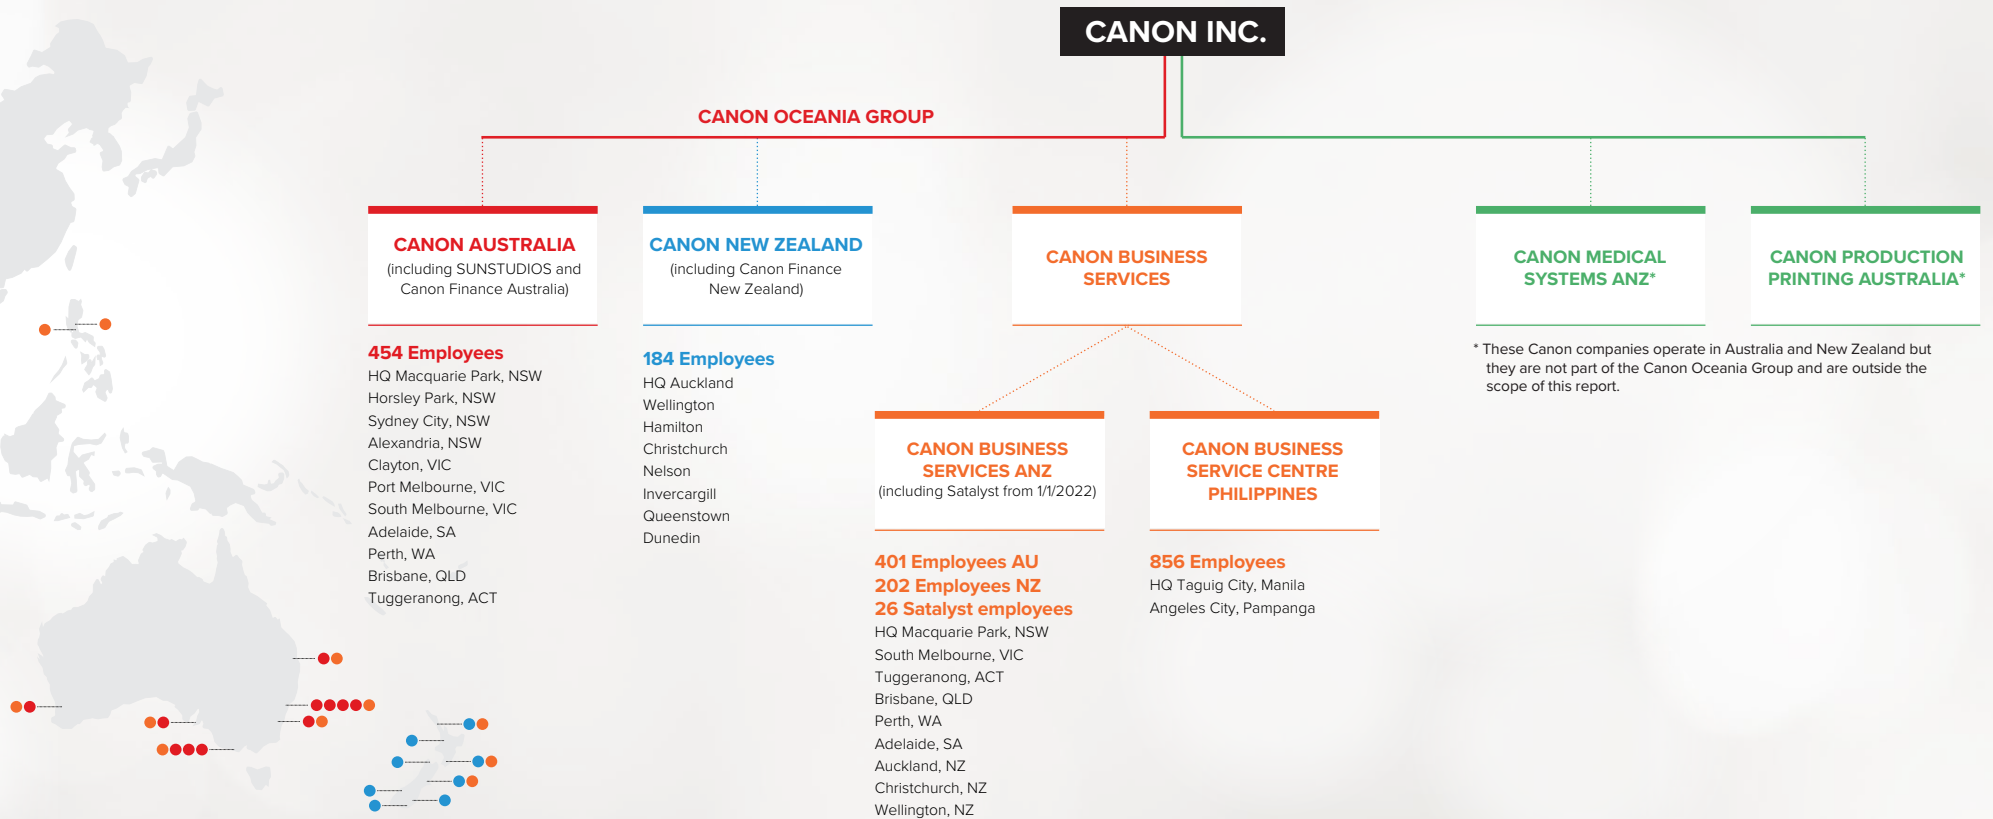 CANON INC.
CANON OCEANIA GROUP
CANON AUSTRALIA
(including SUNSTUDIOS and
Canon Finance Australia)
454 Employees
HQ Macquarie Park, NSW
Horsley Park, NSW
Sydney City, NSW
Alexandria, NSW
Clayton, VIC
Port Melbourne, VIC
South Melbourne, VIC
Adelaide, SA
Perth, WA
Brisbane, QLD
Tuggeranong, ACT
CANON NEW ZEALAND
(including Canon Finance
New Zealand)
184 Employees
HQ Auckland
Wellington
Hamilton
Christchurch
Nelson
Invercargill
Queenstown
Dunedin
CANON BUSINESS
SERVICES
CANON BUSINESS
SERVICES ANZ
(including Satalyst from 1/1/2022)
401 Employees AU
202 Employees NZ
26 Satalyst employees
HQ Macquarie Park, NSW
South Melbourne, VIC
Tuggeranong, ACT
Brisbane, QLD
Perth, WA
Adelaide, SA
Auckland, NZ
Christchurch, NZ
Wellington, NZ
CANON BUSINESS
SERVICE CENTRE
PHILIPPINES
856 Employees
HQ Taguig City, Manila
Angeles City, Pampanga
CANON MEDICAL
SYSTEMS ANZ*
CANON PRODUCTION
PRINTING AUSTRALIA*
* These Canon companies operate in Australia and New Zealand but
they are not part of the Canon Oceania Group and are outside the
scope of this report.